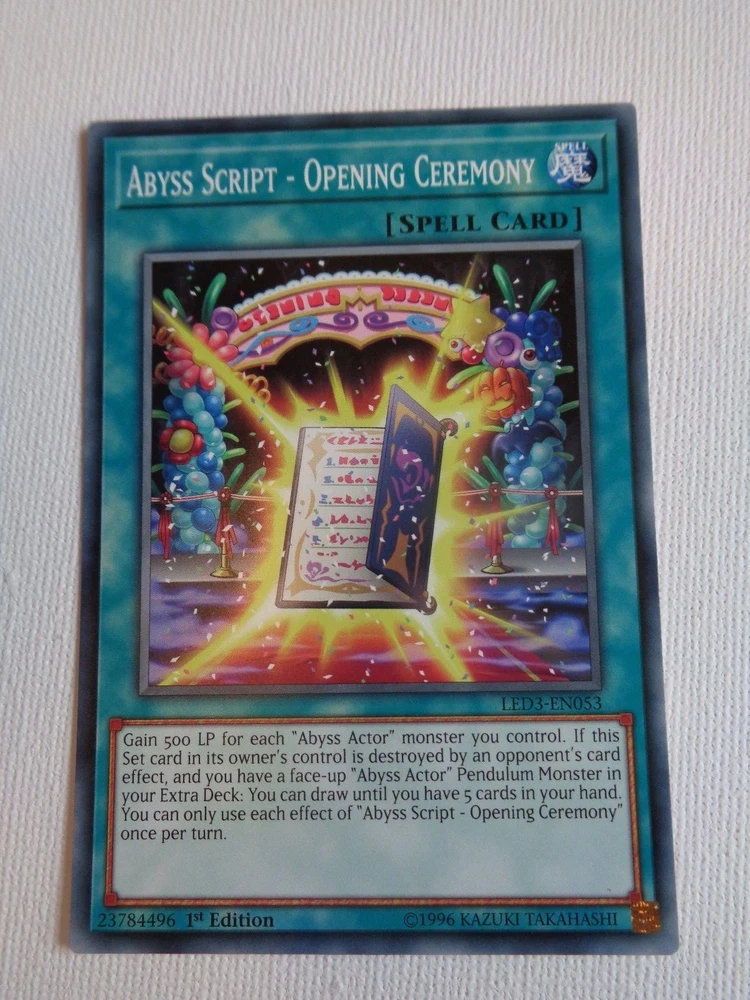 ABYSS SCRIPT - OPENING CEREMONY
SPELL
魔
[SPELL CARD]
LED3-EN053
Gain 500 LP for each "Abyss Actor" monster you control. If this
Set card in its owner's control is destroyed by an opponent's card
effect, and you have a face-up "Abyss Actor" Pendulum Monster in
your Extra Deck: You can draw until you have 5 cards in your hand.
You can only use each effect of "Abyss Script - Opening Ceremony"
once per turn.
23784496 1st Edition
©1996 KAZUKI TAKAHASHI